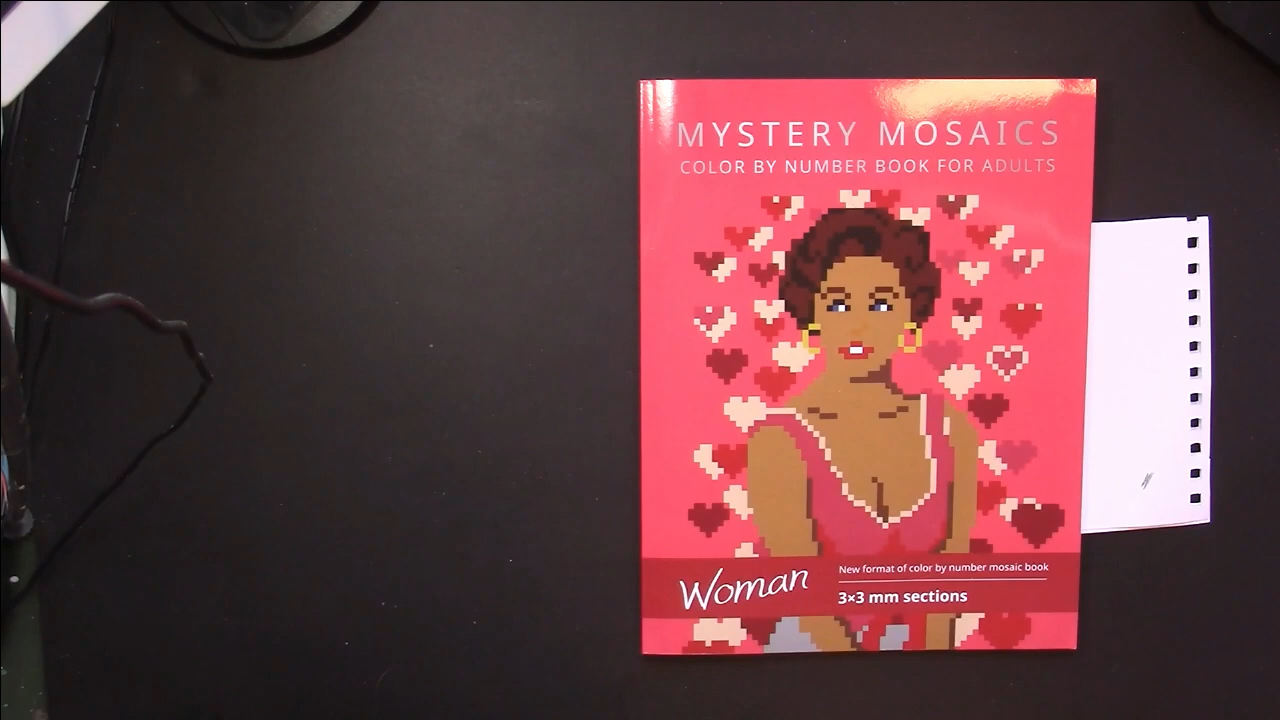 MYSTERY MOSAICS
COLOR BY NUMBER BOOK FOR ADULTS
Woman
New format of color by number mosaic book
3×3 mm sections